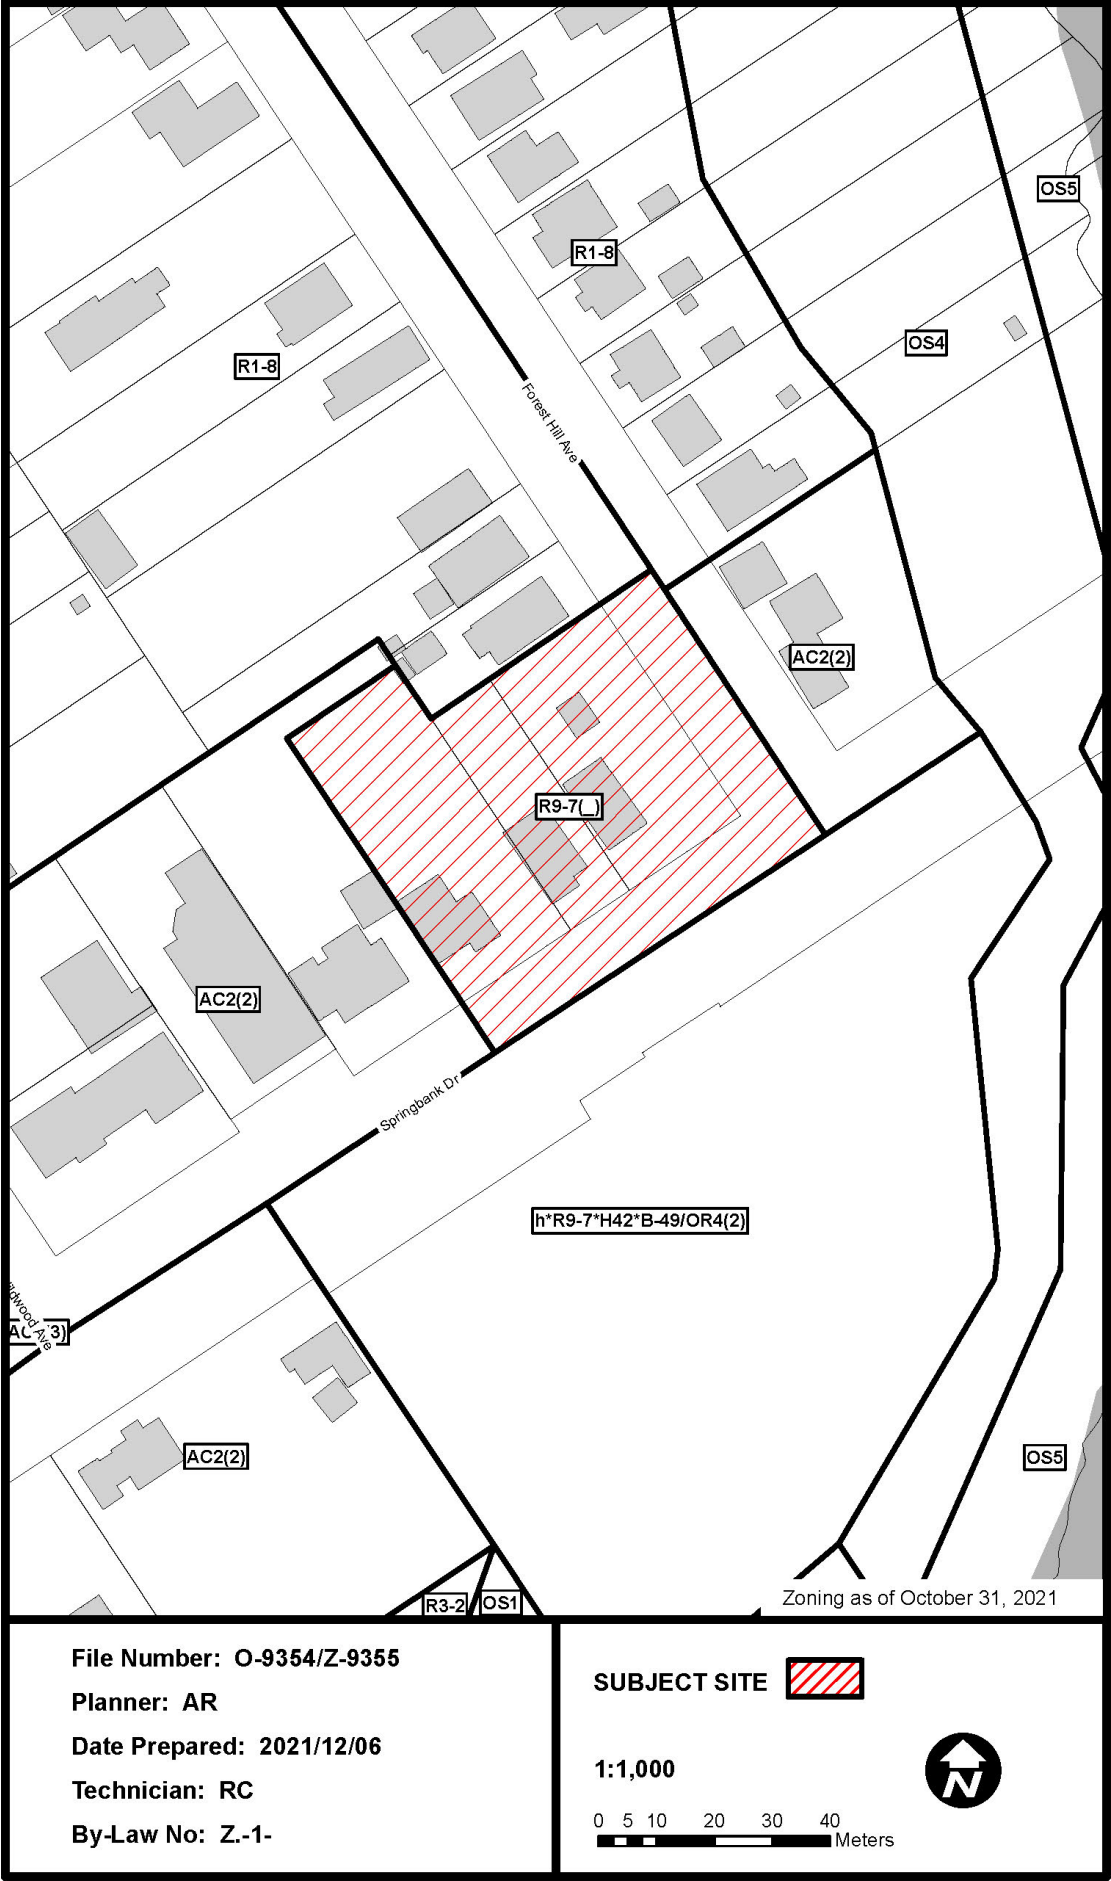 OS5
R1-8
OS4
R1-8
Forest Hill Ave
AC2(2)
R9-7(_)
AC2(2)
Springbank Dr
h*R9-7*H42*B-49/OR4(2)
ildwood Ave
3)
AC2(2)
OS5
R3-2
OS1
Zoning as of October 31, 2021
File Number: O-9354/Z-9355
Planner: AR
Date Prepared: 2021/12/06
Technician: RC
By-Law No: Z.-1-
SUBJECT SITE
1:1,000
N
0 5 10 20 30 40
Meters